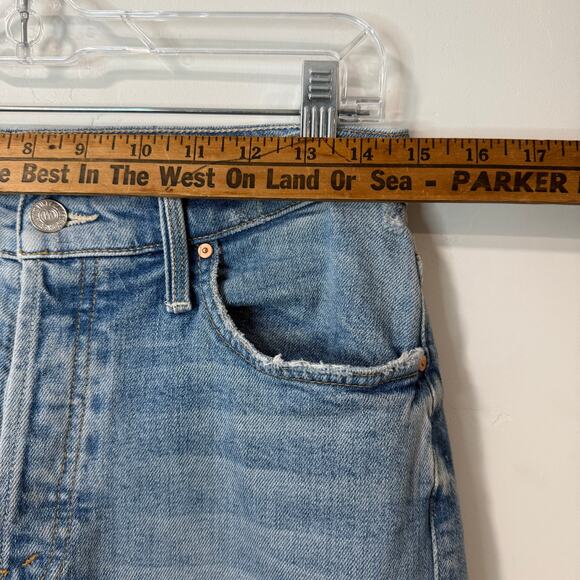 8 9 10 11 12 13 14 15 16 17
e Best In The West On Land Or Sea - PARKER